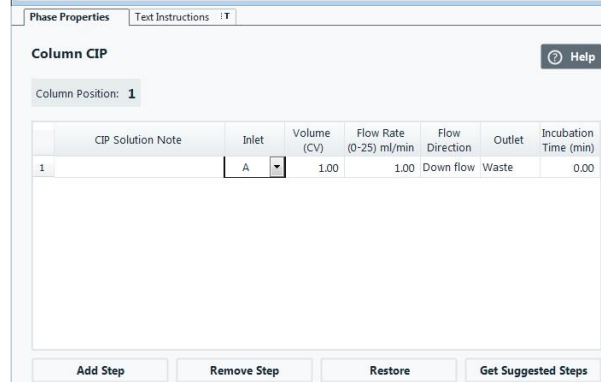 Phase Properties Text Instructions T
Column CIP
? Help
Column Position: 1
CIP Solution Note Inlet Volume (CV) Flow Rate (0-25) ml/min Flow Direction Outlet Incubation Time (min)
1 A 1.00 1.00 Down flow Waste 0.00
Add Step Remove Step Restore Get Suggested Steps